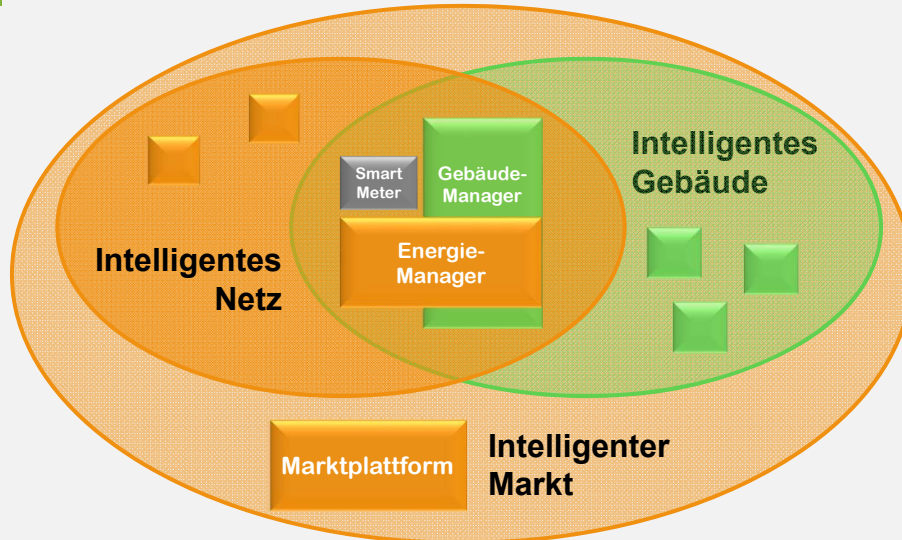 Intelligentes
Gebäude
Smart
Meter
Gebäude-
Manager
Energie-
Manager
Intelligentes
Netz
Marktplattform
Intelligenter
Markt